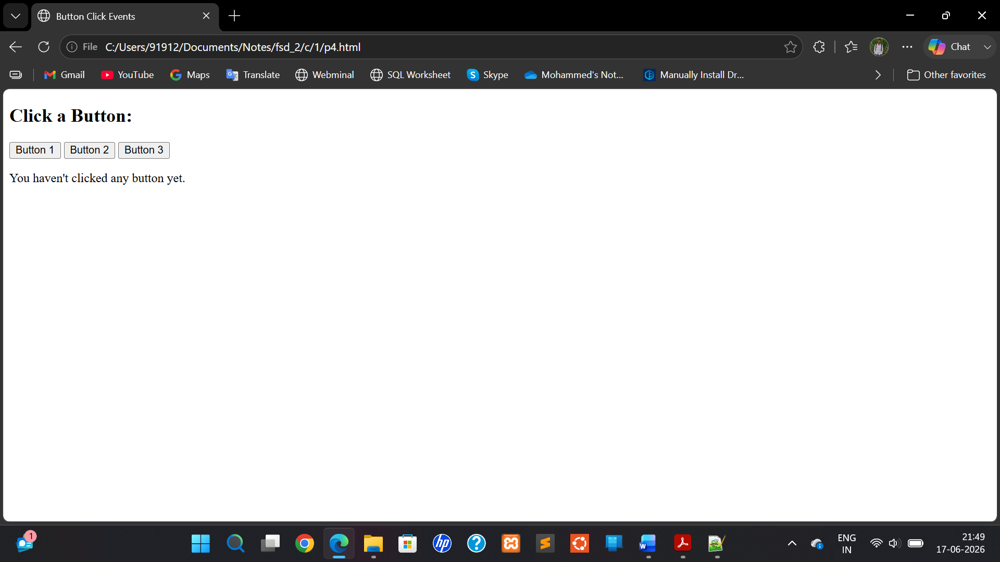 Button Click Events
File C:/Users/91912/Documents/Notes/fsd_2/c/1/p4.html
Chat
Gmail YouTube Maps Translate Webminal SQL Worksheet Skype Mohammed's Not... Manually Install Dr... Other favorites
Click a Button:
Button 1 Button 2 Button 3
You haven't clicked any button yet.
1
hp
ENG
IN
21:49
17-06-2026